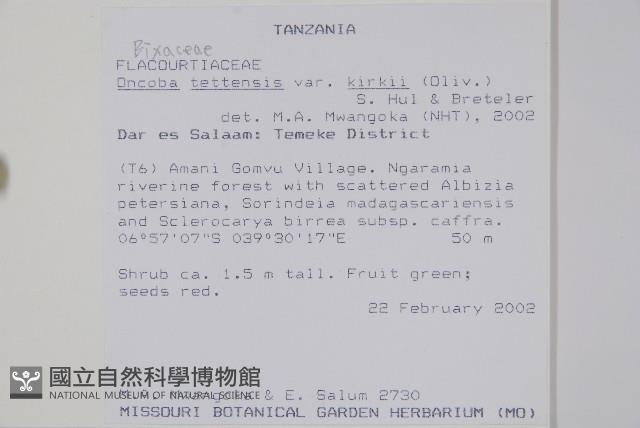 TANZANIA
Bixaceae
FLACOURTIACEAE
Oncoba tettensis var. kirkii (Oliv.)
S. Hul & Breteler
det. M.A. Mwangoka (NHT), 2002
Dar es Salaam: Temeke District
(T6) Amani Gomvu Village. Ngaramia
riverine forest with scattered Albizia
petersiana, Sorindeia madagascariensis
and Sclerocarya birrea subsp. caffra.
06°57'07"S 039°30'17"E 50 m
Shrub ca. 1.5 m tall. Fruit green;
seeds red.
22 February 2002
國立自然科學博物館
NATIONAL MUSEUM OF NATURAL SCIENCE
M.A. Mwangoka & E. Salum 2730
MISSOURI BOTANICAL GARDEN HERBARIUM (MO)